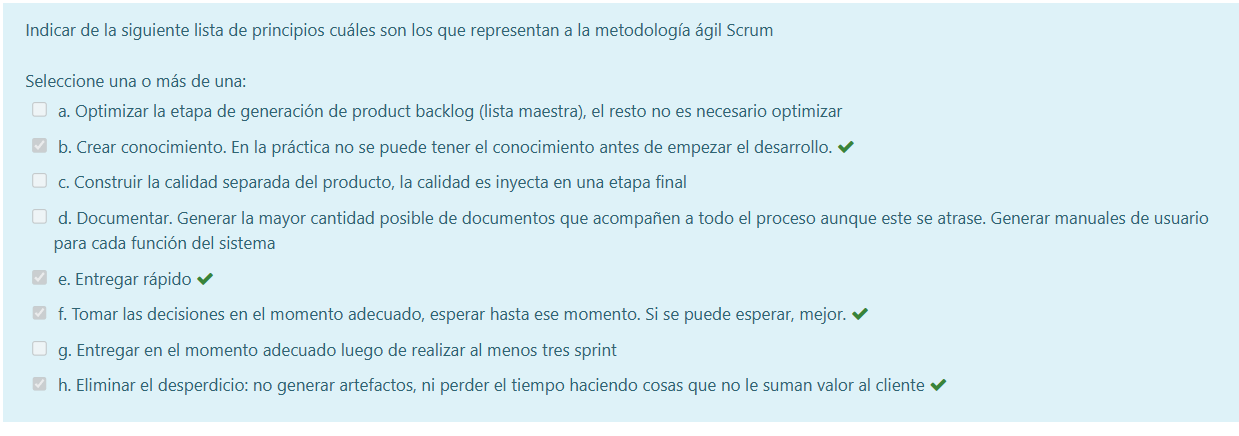 Indicar de la siguiente lista de principios cuáles son los que representan a la metodología ágil Scrum
Seleccione una o más de una:
a. Optimizar la etapa de generación de product backlog (lista maestra), el resto no es necesario optimizar
b. Crear conocimiento. En la práctica no se puede tener el conocimiento antes de empezar el desarrollo.
c. Construir la calidad separada del producto, la calidad es inyecta en una etapa final
d. Documentar. Generar la mayor cantidad posible de documentos que acompañen a todo el proceso aunque este se atrase. Generar manuales de usuario
para cada función del sistema
e. Entregar rápido
f. Tomar las decisiones en el momento adecuado, esperar hasta ese momento. Si se puede esperar, mejor.
g. Entregar en el momento adecuado luego de realizar al menos tres sprint
h. Eliminar el desperdicio: no generar artefactos, ni perder el tiempo haciendo cosas que no le suman valor al cliente